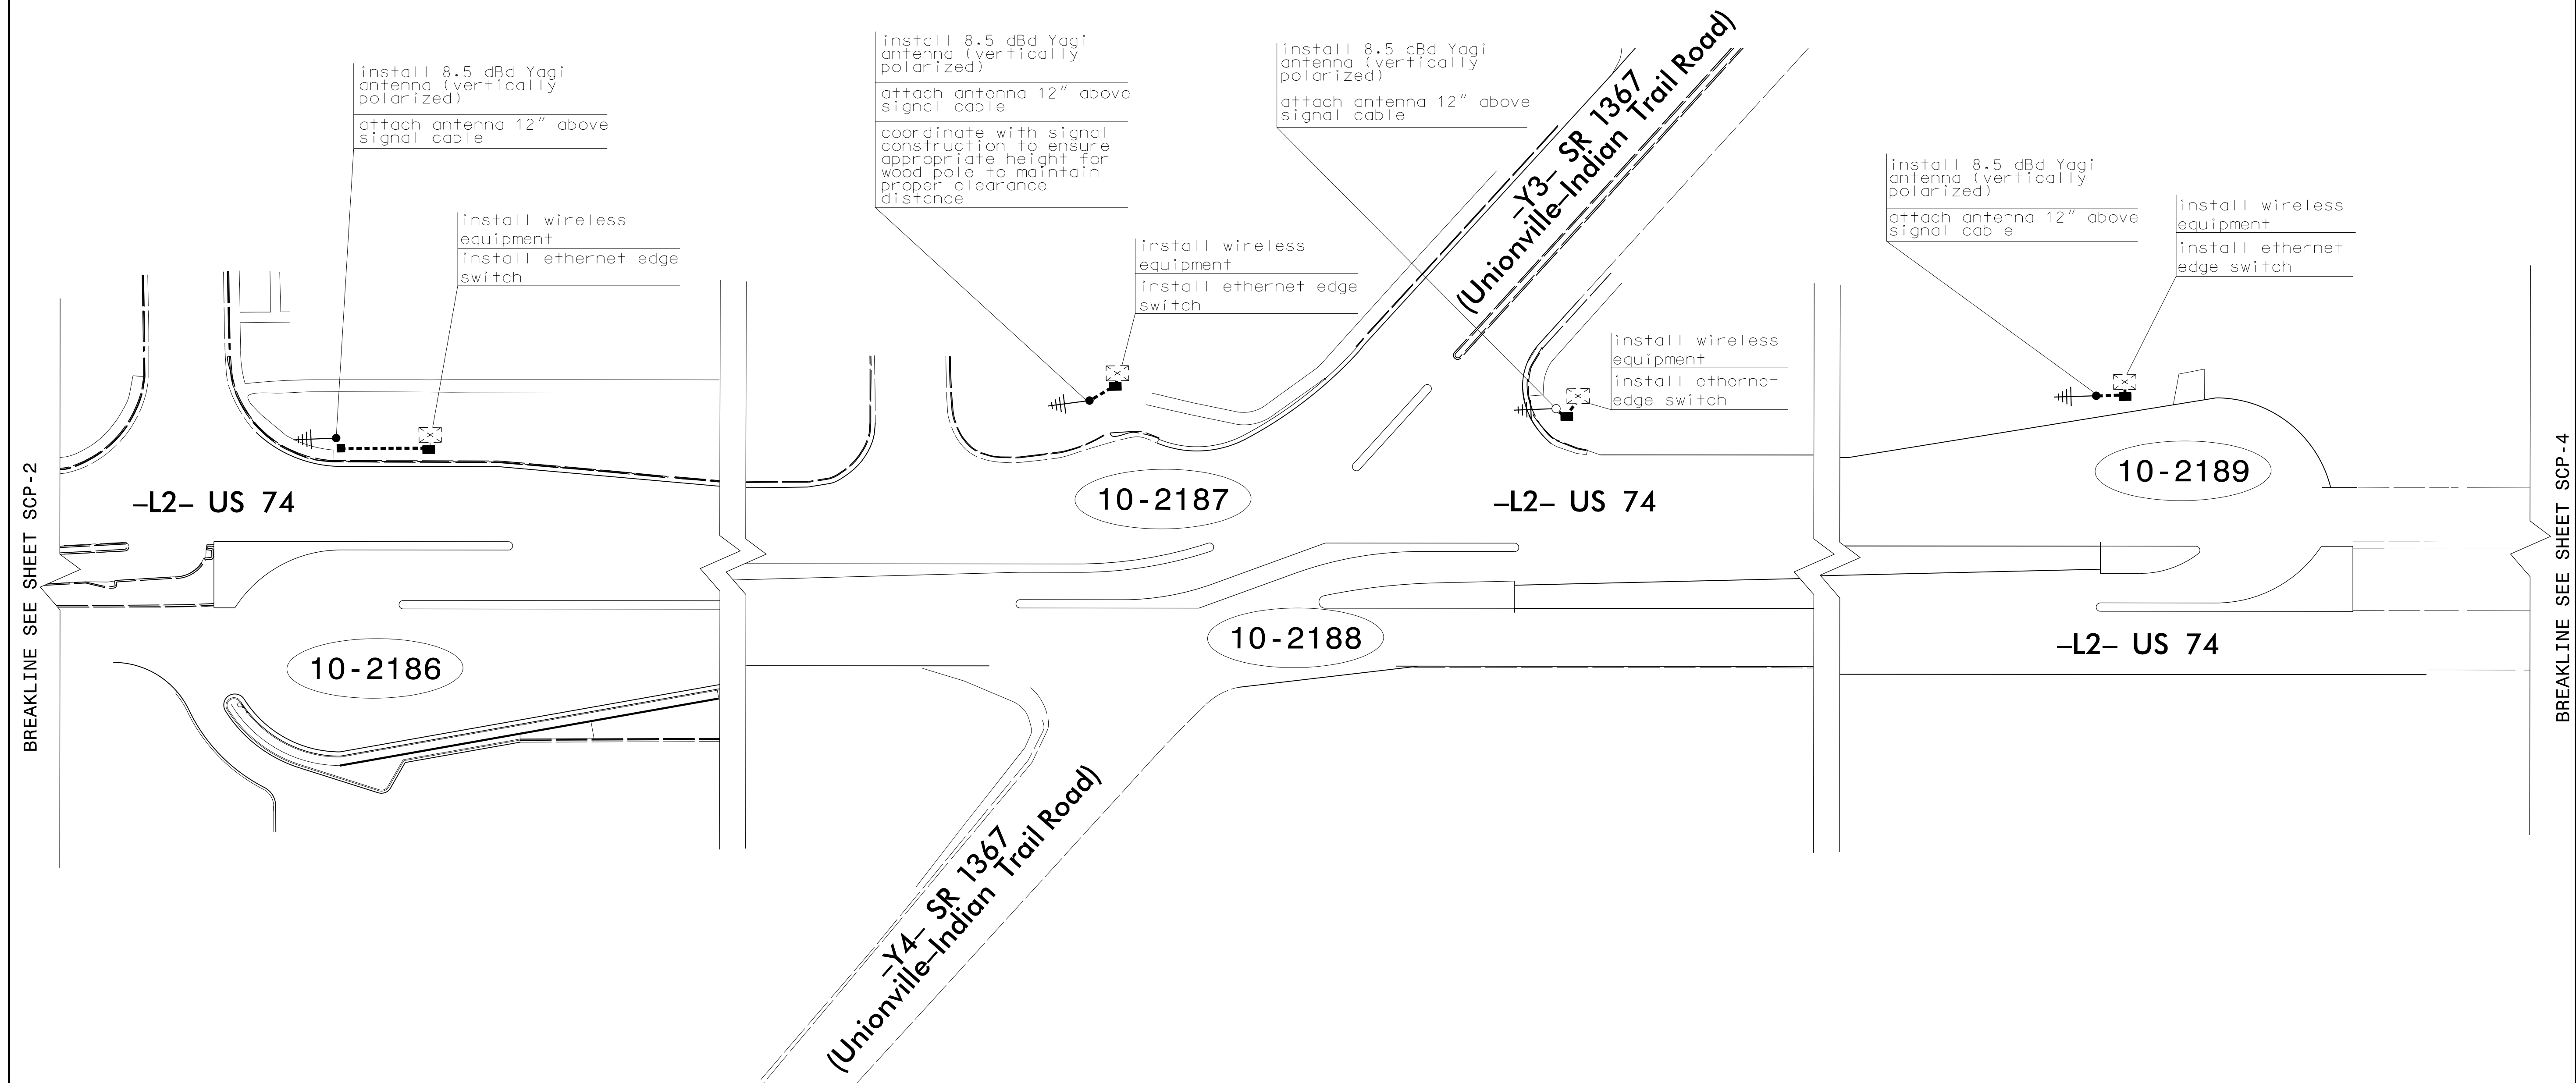 install 8.5 dBd Yagi
antenna (vertically
polarized)
attach antenna 12" above
signal cable
install wireless
equipment
install ethernet edge
switch
install 8.5 dBd Yagi
antenna (vertically
polarized)
attach antenna 12" above
signal cable
coordinate with signal
construction to ensure
appropriate height for
wood pole to maintain
proper clearance
distance
install wireless
equipment
install ethernet edge
switch
install 8.5 dBd Yagi
antenna (vertically
polarized)
attach antenna 12" above
signal cable
–Y3– SR 1367
(Unionville–Indian Trail Road)
install wireless
equipment
install ethernet
edge switch
install 8.5 dBd Yagi
antenna (vertically
polarized)
attach antenna 12" above
signal cable
install wireless
equipment
install ethernet
edge switch
BREAKLINE SEE SHEET SCP-2
–L2– US 74
10-2186
10-2187
–L2– US 74
10-2188
10-2189
–L2– US 74
–Y4– SR 1367
(Unionville–Indian Trail Road)
BREAKLINE SEE SHEET SCP-4